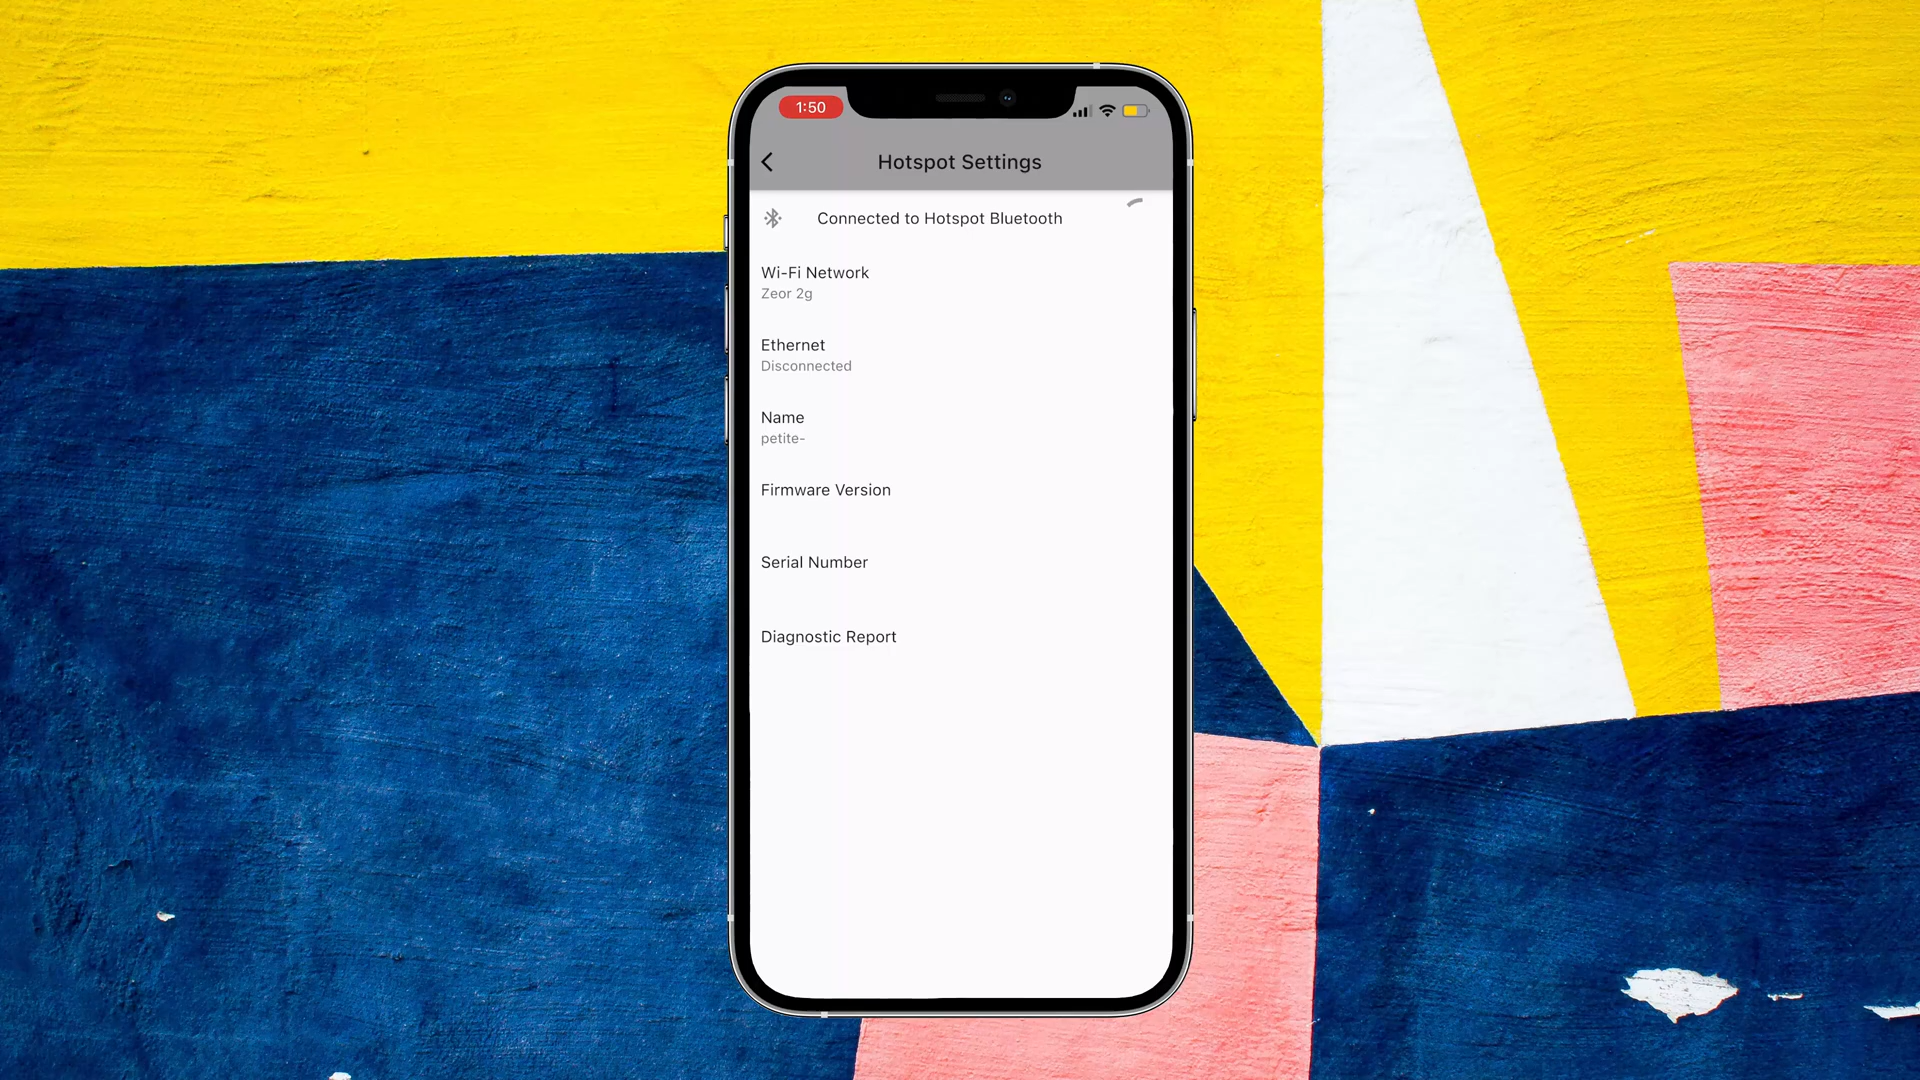 1:50
Hotspot Settings
Connected to Hotspot Bluetooth
Wi-Fi Network
Zeor 2g
Ethernet
Disconnected
Name
petite-
Firmware Version
Serial Number
Diagnostic Report